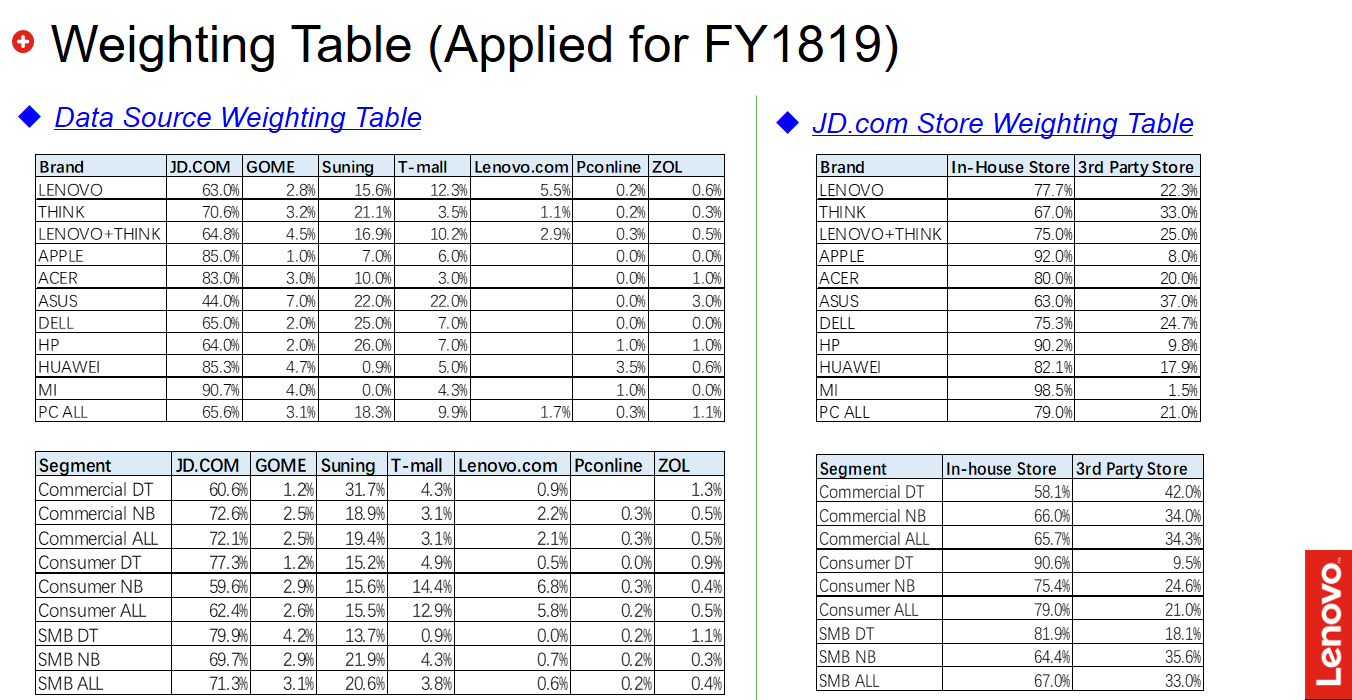 Weighting Table (Applied for FY1819)
Data Source Weighting Table
Brand JD.COM GOME Suning T-mall Lenovo.com Pconline ZOL
LENOVO 63.0% 2.8% 15.6% 12.3% 5.5% 0.2% 0.6%
THINK 70.6% 3.2% 21.1% 3.5% 1.1% 0.2% 0.3%
LENOVO+THINK 64.8% 4.5% 16.9% 10.2% 2.9% 0.3% 0.5%
APPLE 85.0% 1.0% 7.0% 6.0% 0.0% 0.0%
ACER 83.0% 3.0% 10.0% 3.0% 0.0% 1.0%
ASUS 44.0% 7.0% 22.0% 22.0% 0.0% 3.0%
DELL 65.0% 2.0% 25.0% 7.0% 0.0% 0.0%
HP 64.0% 2.0% 26.0% 7.0% 1.0% 1.0%
HUAWEI 85.3% 4.7% 0.9% 5.0% 3.5% 0.6%
MI 90.7% 4.0% 0.0% 4.3% 1.0% 0.0%
PC ALL 65.6% 3.1% 18.3% 9.9% 1.7% 0.3% 1.1%
Segment JD.COM GOME Suning T-mall Lenovo.com Pconline ZOL
Commercial DT 60.6% 1.2% 31.7% 4.3% 0.9% 1.3%
Commercial NB 72.6% 2.5% 18.9% 3.1% 2.2% 0.3% 0.5%
Commercial ALL 72.1% 2.5% 19.4% 3.1% 2.1% 0.3% 0.5%
Consumer DT 77.3% 1.2% 15.2% 4.9% 0.5% 0.0% 0.9%
Consumer NB 59.6% 2.9% 15.6% 14.4% 6.8% 0.3% 0.4%
Consumer ALL 62.4% 2.6% 15.5% 12.9% 5.8% 0.2% 0.5%
SMB DT 79.9% 4.2% 13.7% 0.9% 0.0% 0.2% 1.1%
SMB NB 69.7% 2.9% 21.9% 4.3% 0.7% 0.2% 0.3%
SMB ALL 71.3% 3.1% 20.6% 3.8% 0.6% 0.2% 0.4%
JD.com Store Weighting Table
Brand In-House Store 3rd Party Store
LENOVO 77.7% 22.3%
THINK 67.0% 33.0%
LENOVO+THINK 75.0% 25.0%
APPLE 92.0% 8.0%
ACER 80.0% 20.0%
ASUS 63.0% 37.0%
DELL 75.3% 24.7%
HP 90.2% 9.8%
HUAWEI 82.1% 17.9%
MI 98.5% 1.5%
PC ALL 79.0% 21.0%
Segment In-house Store 3rd Party Store
Commercial DT 58.1% 42.0%
Commercial NB 66.0% 34.0%
Commercial ALL 65.7% 34.3%
Consumer DT 90.6% 9.5%
Consumer NB 75.4% 24.6%
Consumer ALL 79.0% 21.0%
SMB DT 81.9% 18.1%
SMB NB 64.4% 35.6%
SMB ALL 67.0% 33.0%
Lenovo™